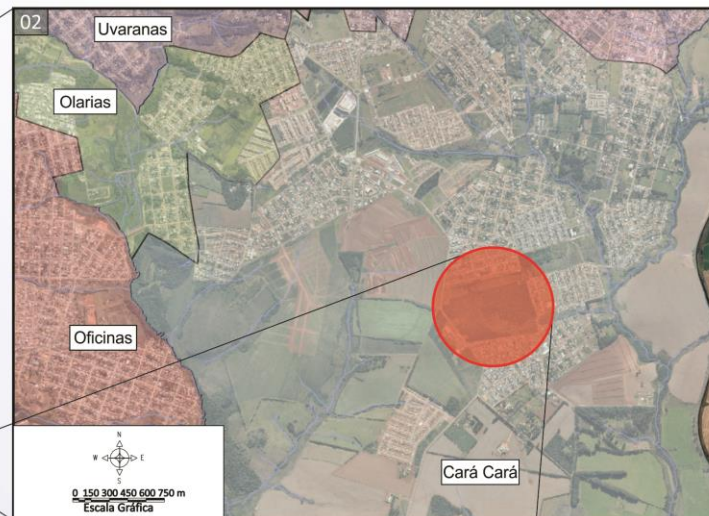 02
Uvaranas
Olarias
Oficinas
Cará Cará
N
W E
S
0 150 300 450 600 750 m
Escala Gráfica